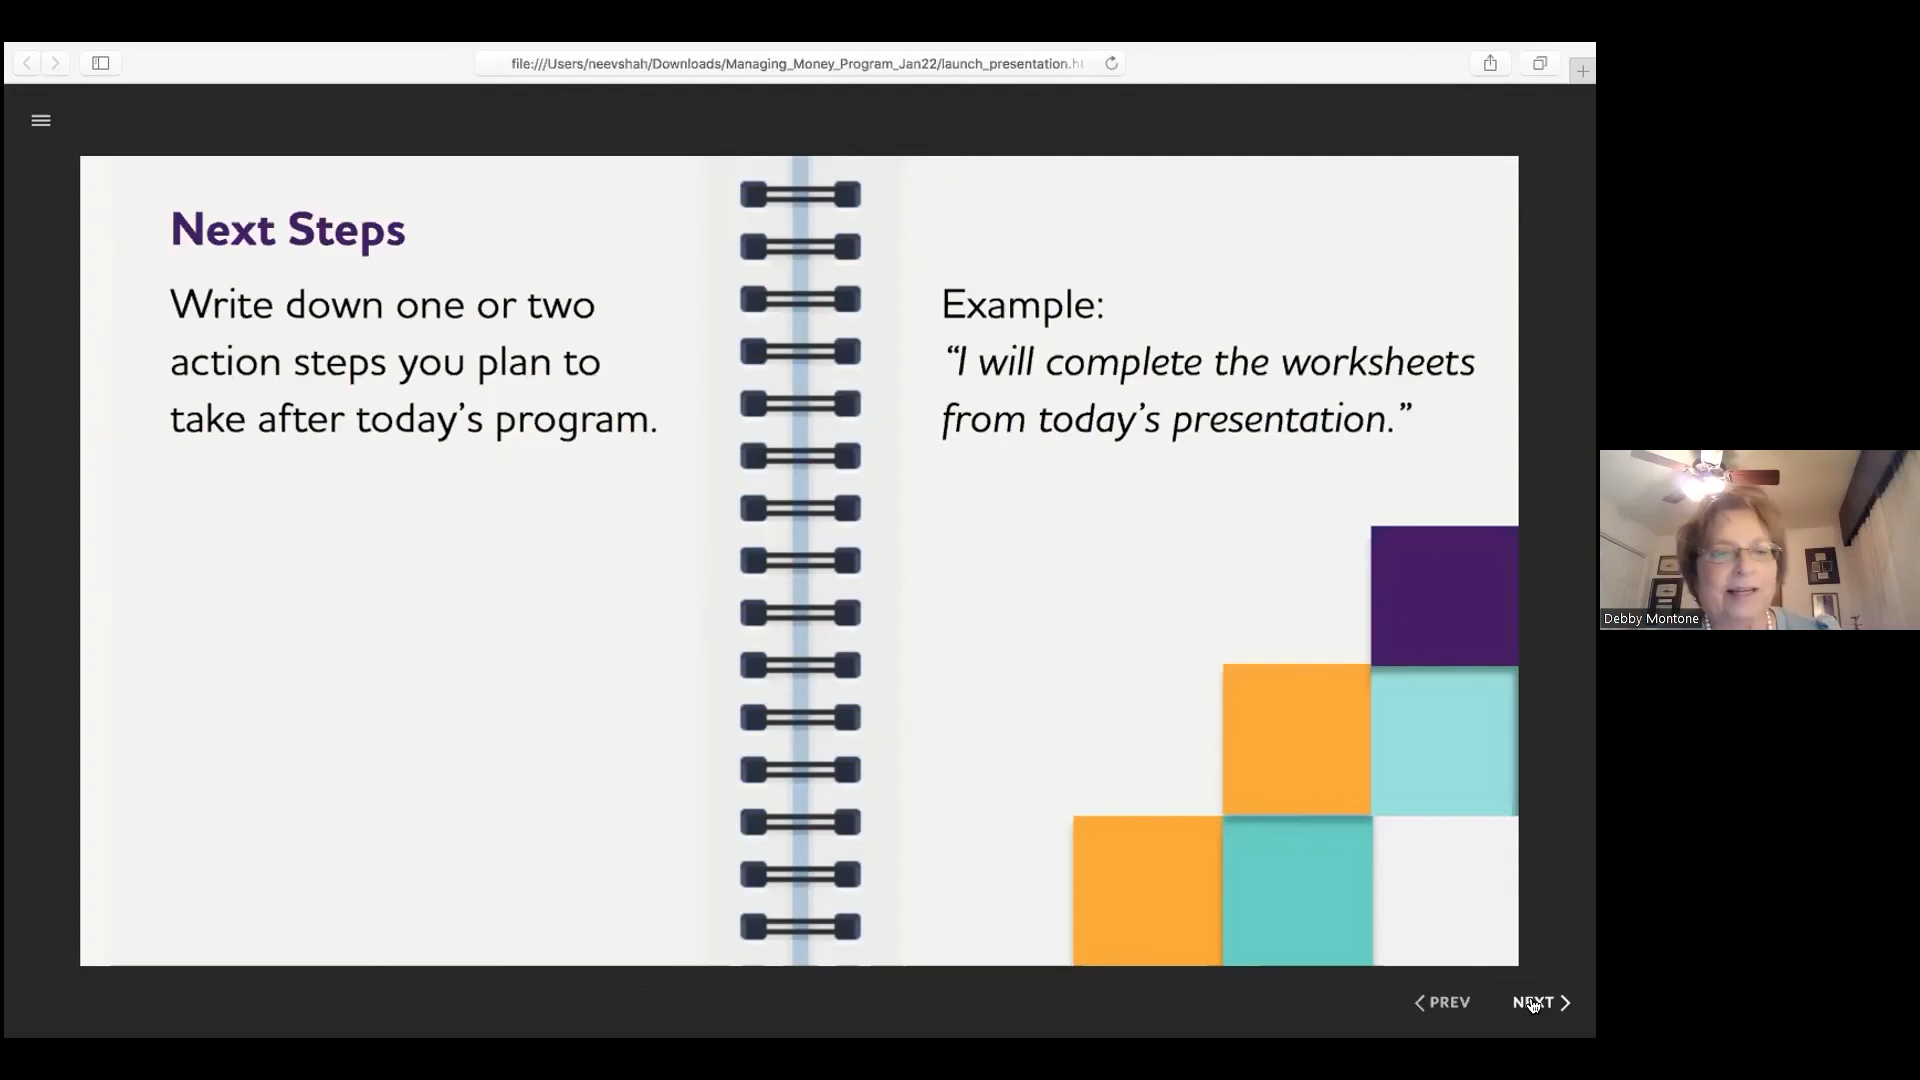 file:///Users/neevshah/Downloads/Managing_Money_Program_Jan22/launch_presentation.h
Next Steps
Write down one or two
action steps you plan to
take after today’s program.
Example:
“I will complete the worksheets
from today’s presentation.”
Debby Montone
PREV
NEXT